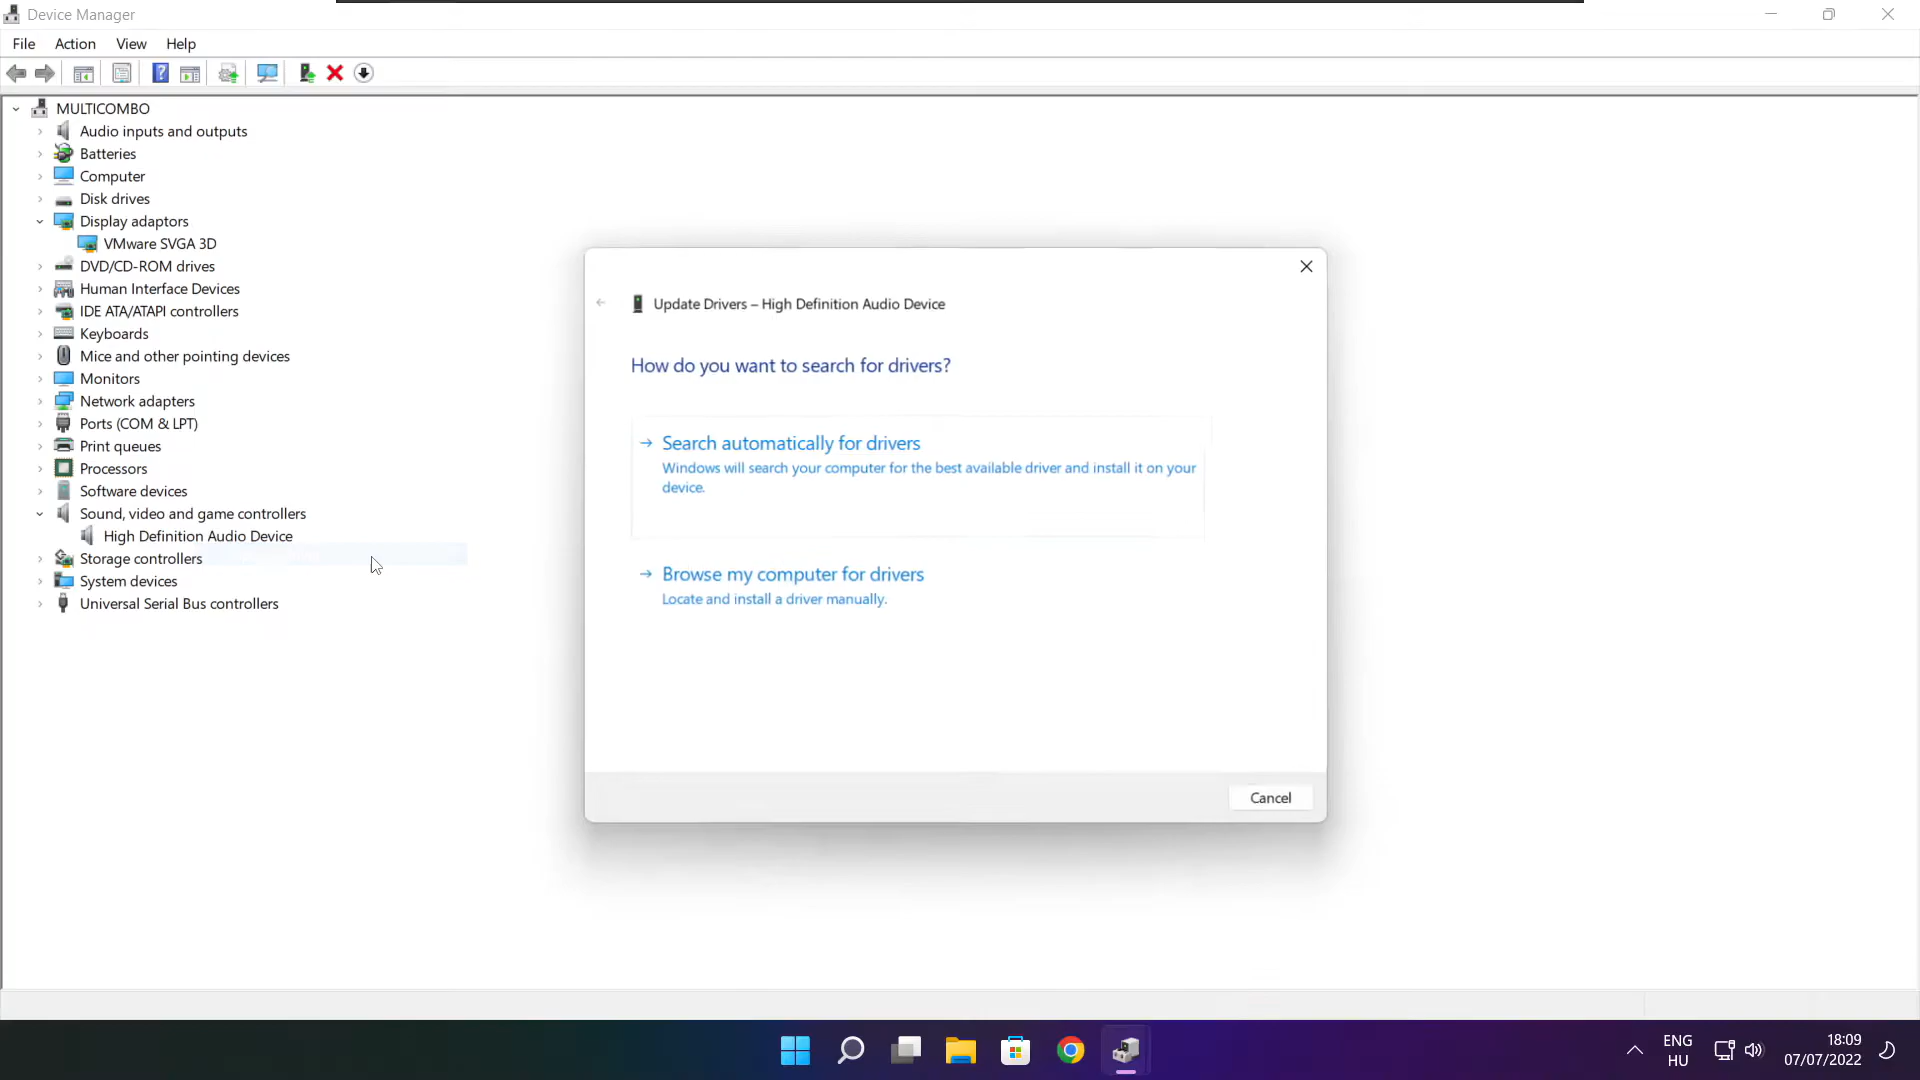 Device Manager
File Action View Help
MULTICOMBO
Audio inputs and outputs
Batteries
Computer
Disk drives
Display adaptors
VMware SVGA 3D
DVD/CD-ROM drives
Human Interface Devices
IDE ATA/ATAPI controllers
Keyboards
Mice and other pointing devices
Monitors
Network adapters
Ports (COM & LPT)
Print queues
Processors
Software devices
Sound, video and game controllers
High Definition Audio Device
Storage controllers
System devices
Universal Serial Bus controllers
Update Drivers – High Definition Audio Device
How do you want to search for drivers?
Search automatically for drivers
Windows will search your computer for the best available driver and install it on your
device.
Browse my computer for drivers
Locate and install a driver manually.
Cancel
ENG
HU
18:09
07/07/2022